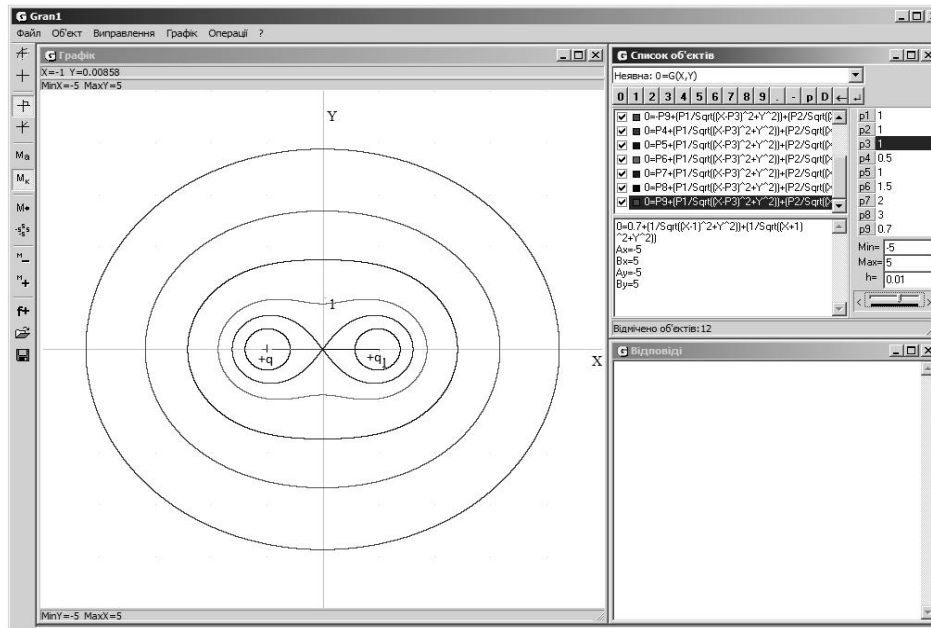 Gran1
Файл Об'єкт Виправлення Графік Операції ?
Графік
X=-1 Y=0.00858
MinX=-5 MaxY=5
Y
1
X
+q
+q
1
MinY=-5 MaxX=5
Mа
Mк
M•
M
M+
f+
Список об'єктів
Неявна: 0=G(X,Y)
0 1 2 3 4 5 6 7 8 9 . - p D ← ↵
0=-P9+(P1/Sqrt((X-P3)^2+Y^2))+(P2/Sqrt((X
0=P4+(P1/Sqrt((X-P3)^2+Y^2))+(P2/Sqrt((X
0=P5+(P1/Sqrt((X-P3)^2+Y^2))+(P2/Sqrt((X
0=P6+(P1/Sqrt((X-P3)^2+Y^2))+(P2/Sqrt((X
0=P7+(P1/Sqrt((X-P3)^2+Y^2))+(P2/Sqrt((X
0=P8+(P1/Sqrt((X-P3)^2+Y^2))+(P2/Sqrt((X
0=P9+(P1/Sqrt((X-P3)^2+Y^2))+(P2/Sqrt((X
p1 1
p2 1
p3 1
p4 0.5
p5 1
p6 1.5
p7 2
p8 3
p9 0.7
0=0.7+(1/Sqrt((X-1)^2+Y^2))+(1/Sqrt((X+1)
^2+Y^2))
Ax=-5
Bx=5
Ay=-5
By=5
Min= -5
Max= 5
h= 0.01
Відмічено об'єктів:12
Відповіді